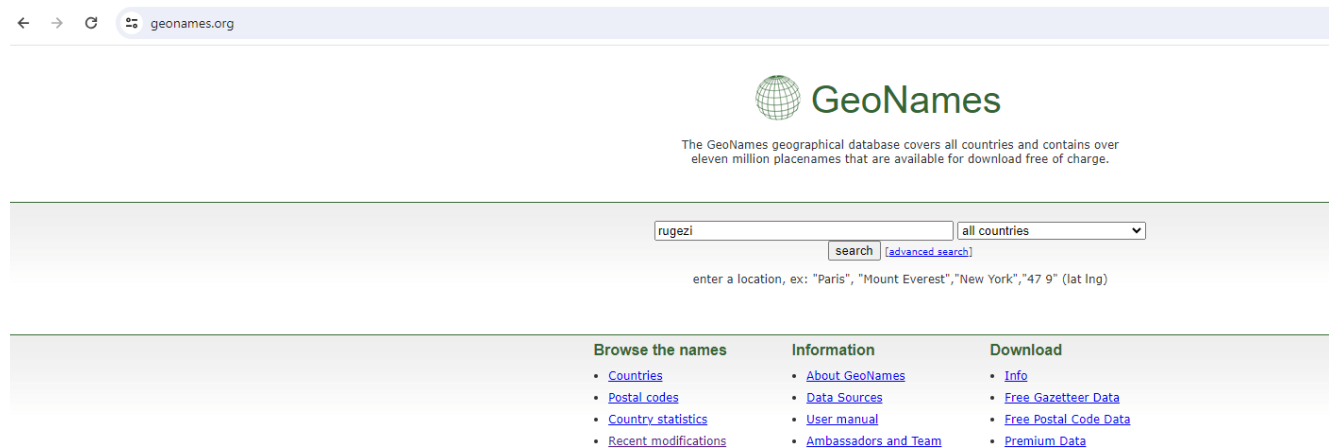 geonames.org
GeoNames
The GeoNames geographical database covers all countries and contains over
eleven million placenames that are available for download free of charge.
rugezi all countries
search [advanced search]
enter a location, ex: "Paris", "Mount Everest","New York","47 9" (lat lng)
Browse the names
Countries
Postal codes
Country statistics
Recent modifications
Information
About GeoNames
Data Sources
User manual
Ambassadors and Team
Download
Info
Free Gazetteer Data
Free Postal Code Data
Premium Data